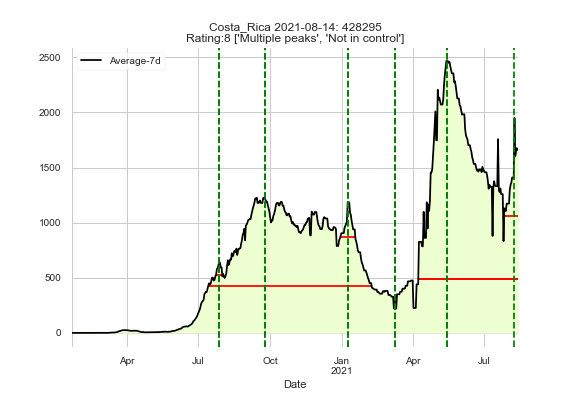 Costa_Rica 2021-08-14: 428295
Rating:8 ['Multiple peaks', 'Not in control']
Average-7d
2500
2000
1500
1000
500
0
Apr
Jul
Oct
Jan
2021
Apr
Jul
Date